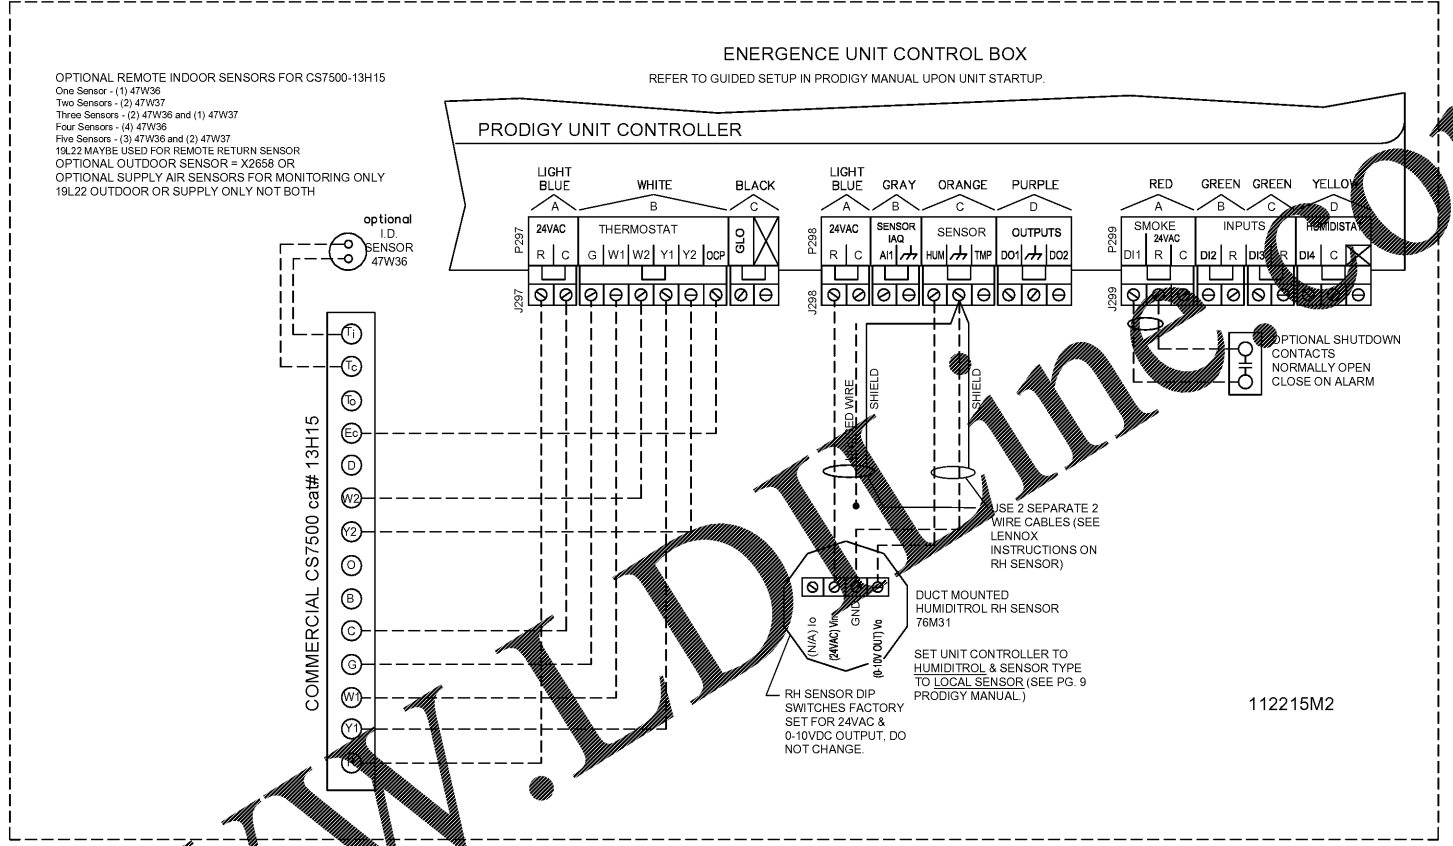 ENERGENCE UNIT CONTROL BOX
REFER TO GUIDED SETUP IN PRODIGY MANUAL UPON UNIT STARTUP.
OPTIONAL REMOTE INDOOR SENSORS FOR CS7500-13H15
One Sensor - (1) 47W36
Two Sensors - (2) 47W37
Three Sensors - (2) 47W36 and (1) 47W37
Four Sensors - (4) 47W36
Five Sensors - (3) 47W36 and (2) 47W37
19L22 MAYBE USED FOR REMOTE RETURN SENSOR
OPTIONAL OUTDOOR SENSOR = X2658 OR
OPTIONAL SUPPLY AIR SENSORS FOR MONITORING ONLY
19L22 OUTDOOR OR SUPPLY ONLY NOT BOTH
PRODIGY UNIT CONTROLLER
LIGHT BLUE
WHITE
BLACK
LIGHT BLUE
GRAY
ORANGE
PURPLE
RED
GREEN
GREEN
YELLOW
A B C A B C D A B C D
P297
24VAC
THERMOSTAT
GLO
R C G W1 W2 Y1 Y2 OCP
J297
P298
24VAC
SENSOR IAQ
SENSOR
OUTPUTS
R C AI1 HUM TMP DO1 DO2
J298
P299
SMOKE
24VAC
INPUTS
HUMIDISTAT
DI1 R C DI2 R DI3 R DI4 C
J299
optional
I.D.
SENSOR
47W36
COMMERCIAL CS7500 cat# 13H15
Ti
Tc
To
Ec
D
W2
Y2
O
B
C
G
W1
Y1
R
SHIELD
SHIELD
OPTIONAL SHUTDOWN
CONTACTS
NORMALLY OPEN
CLOSE ON ALARM
USE 2 SEPARATE 2
WIRE CABLES (SEE
LENNOX
INSTRUCTIONS ON
RH SENSOR)
(N/A) Io
(24VAC) Vin
GND
(0-10V OUT) Vo
DUCT MOUNTED
HUMIDITROL RH SENSOR
76M31
SET UNIT CONTROLLER TO
HUMIDITROL & SENSOR TYPE
TO LOCAL SENSOR (SEE PG. 9
PRODIGY MANUAL.)
RH SENSOR DIP
SWITCHES FACTORY
SET FOR 24VAC &
0-10VDC OUTPUT, DO
NOT CHANGE.
112215M2
W.LDILine.co